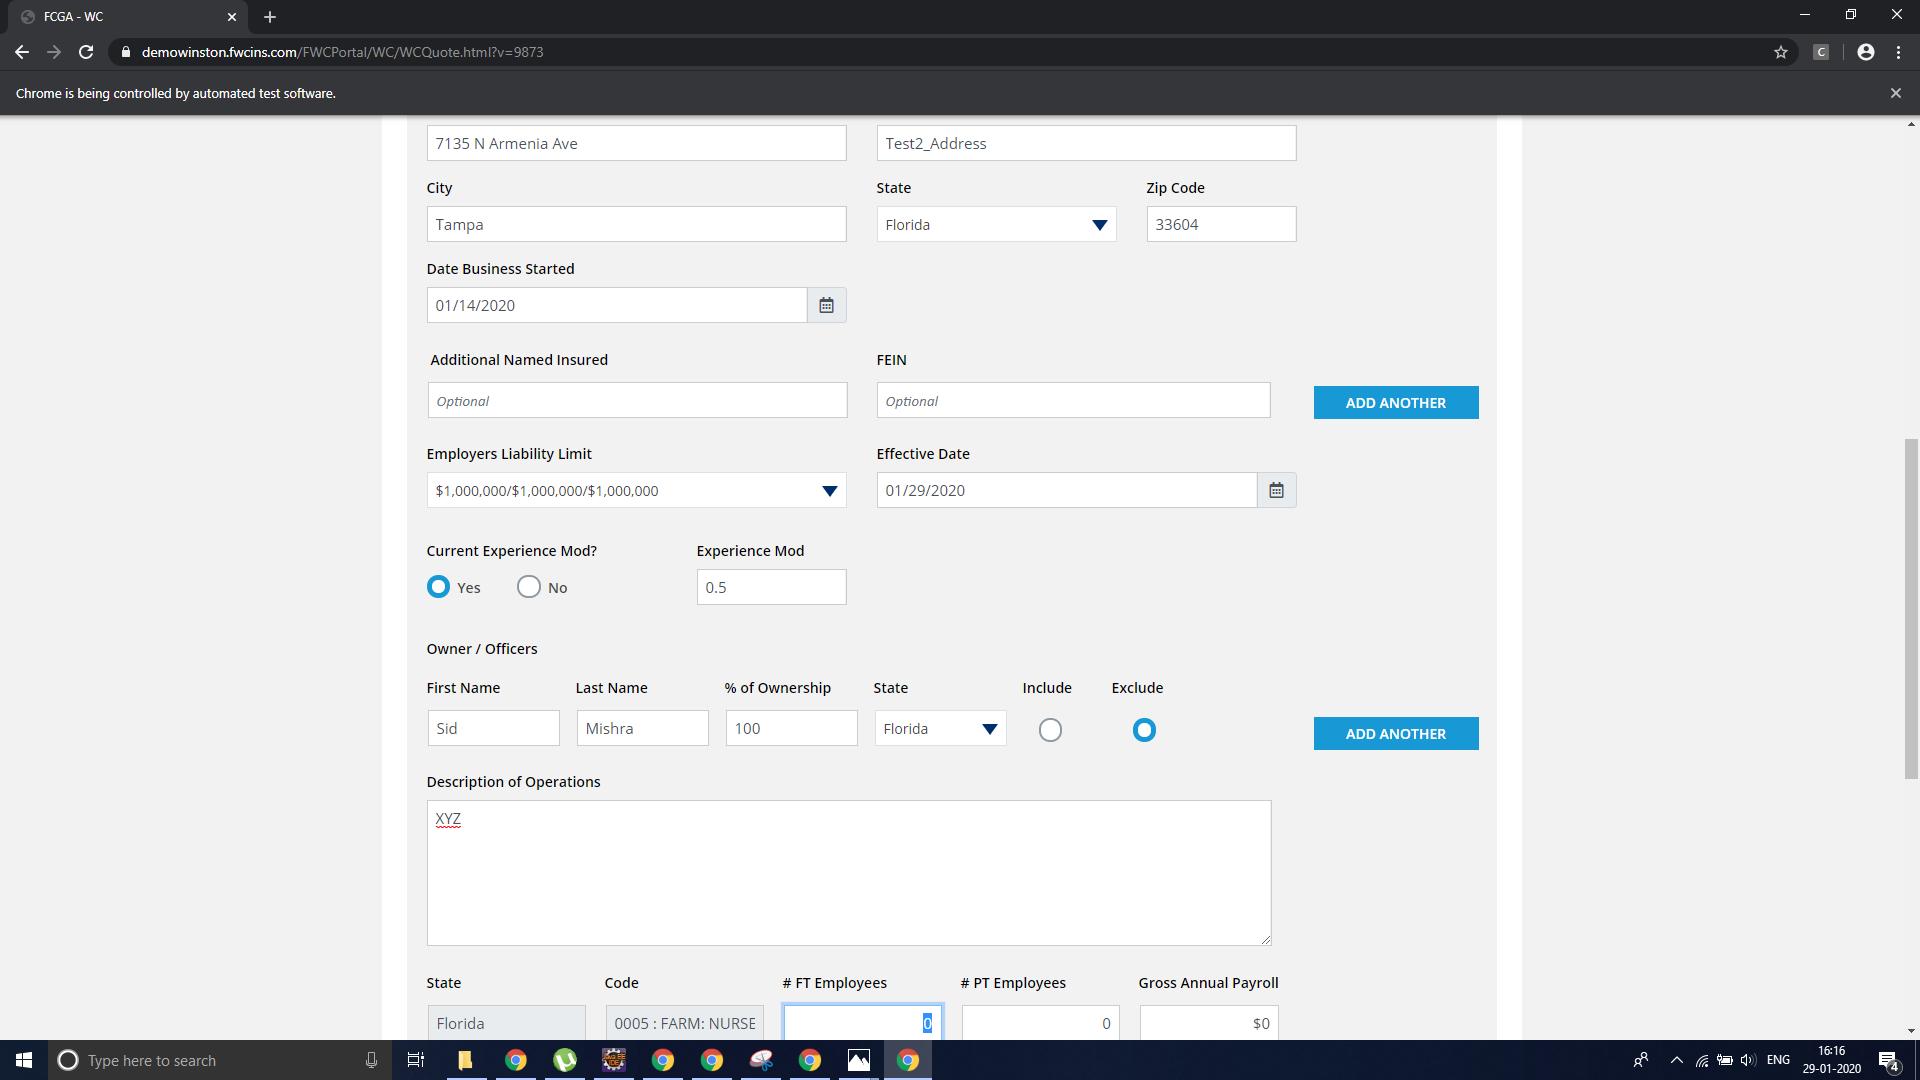 FCGA - WC
demowinston.fwcins.com/FWCPortal/WC/WCQuote.html?v=9873
C
Chrome is being controlled by automated test software.
7135 N Armenia Ave Test2_Address
City State Zip Code
Tampa Florida 33604
Date Business Started
01/14/2020
Additional Named Insured FEIN
Optional Optional ADD ANOTHER
Employers Liability Limit Effective Date
$1,000,000/$1,000,000/$1,000,000 01/29/2020
Current Experience Mod? Experience Mod
Yes No 0.5
Owner / Officers
First Name Last Name % of Ownership State Include Exclude
Sid Mishra 100 Florida ADD ANOTHER
Description of Operations
XYZ
State Code # FT Employees # PT Employees Gross Annual Payroll
Florida 0005 : FARM: NURSE 0 0 $0
Type here to search ENG 16:16
29-01-2020 4